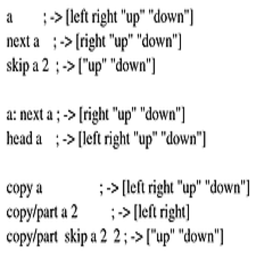 a ; -> [left right "up" "down"]
next a ; -> [right "up" "down"]
skip a 2 ; -> ["up" "down"]
a: next a ; -> [right "up" "down"]
head a ; -> [left right "up" "down"]
copy a ; -> [left right "up" "down"]
copy/part a 2 ; -> [left right]
copy/part skip a 2 2 ; -> ["up" "down"]